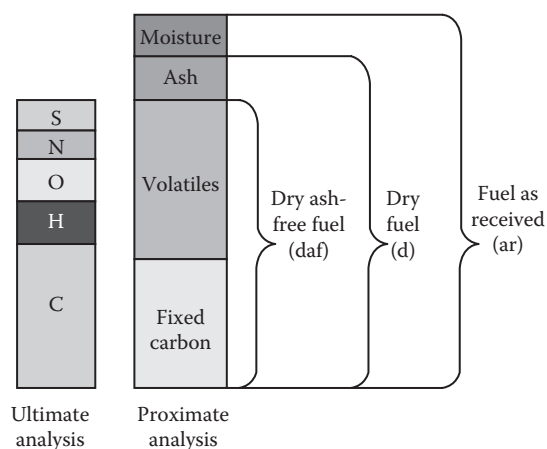 S
N
O
H
C
Ultimate
analysis
Moisture
Ash
Volatiles
Fixed
carbon
Proximate
analysis
Dry ash-
free fuel
(daf)
Dry
fuel
(d)
Fuel as
received
(ar)